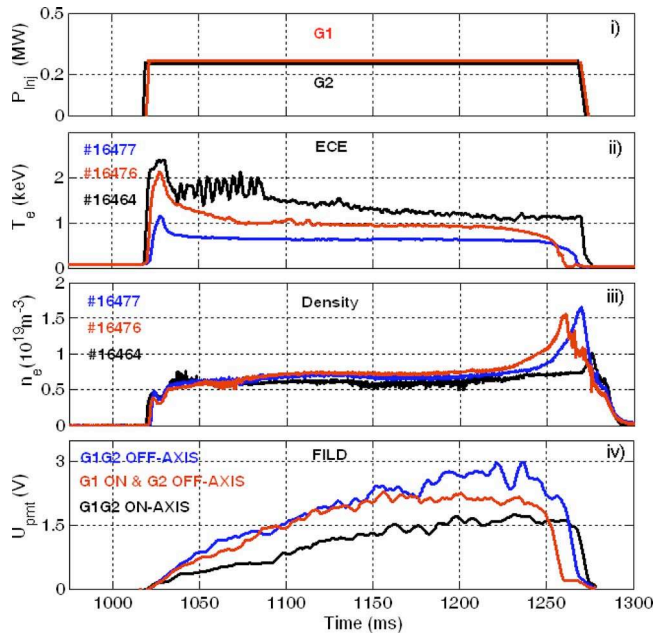 0.5
G1
i)
P_Inj (MW)
0.2
G2
0
#16477
ECE
ii)
#16476
2
#16464
T_e (keV)
1
0
2
#16477
Density
iii)
1.5
#16476
n_e (10^19 m^-3)
1
#16464
0.5
0
G1G2 OFF-AXIS
FILD
iv)
3
G1 ON & G2 OFF-AXIS
G1G2 ON-AXIS
U_pmt (V)
1.5
0
1000 1050 1100 1150 1200 1250 1300
Time (ms)